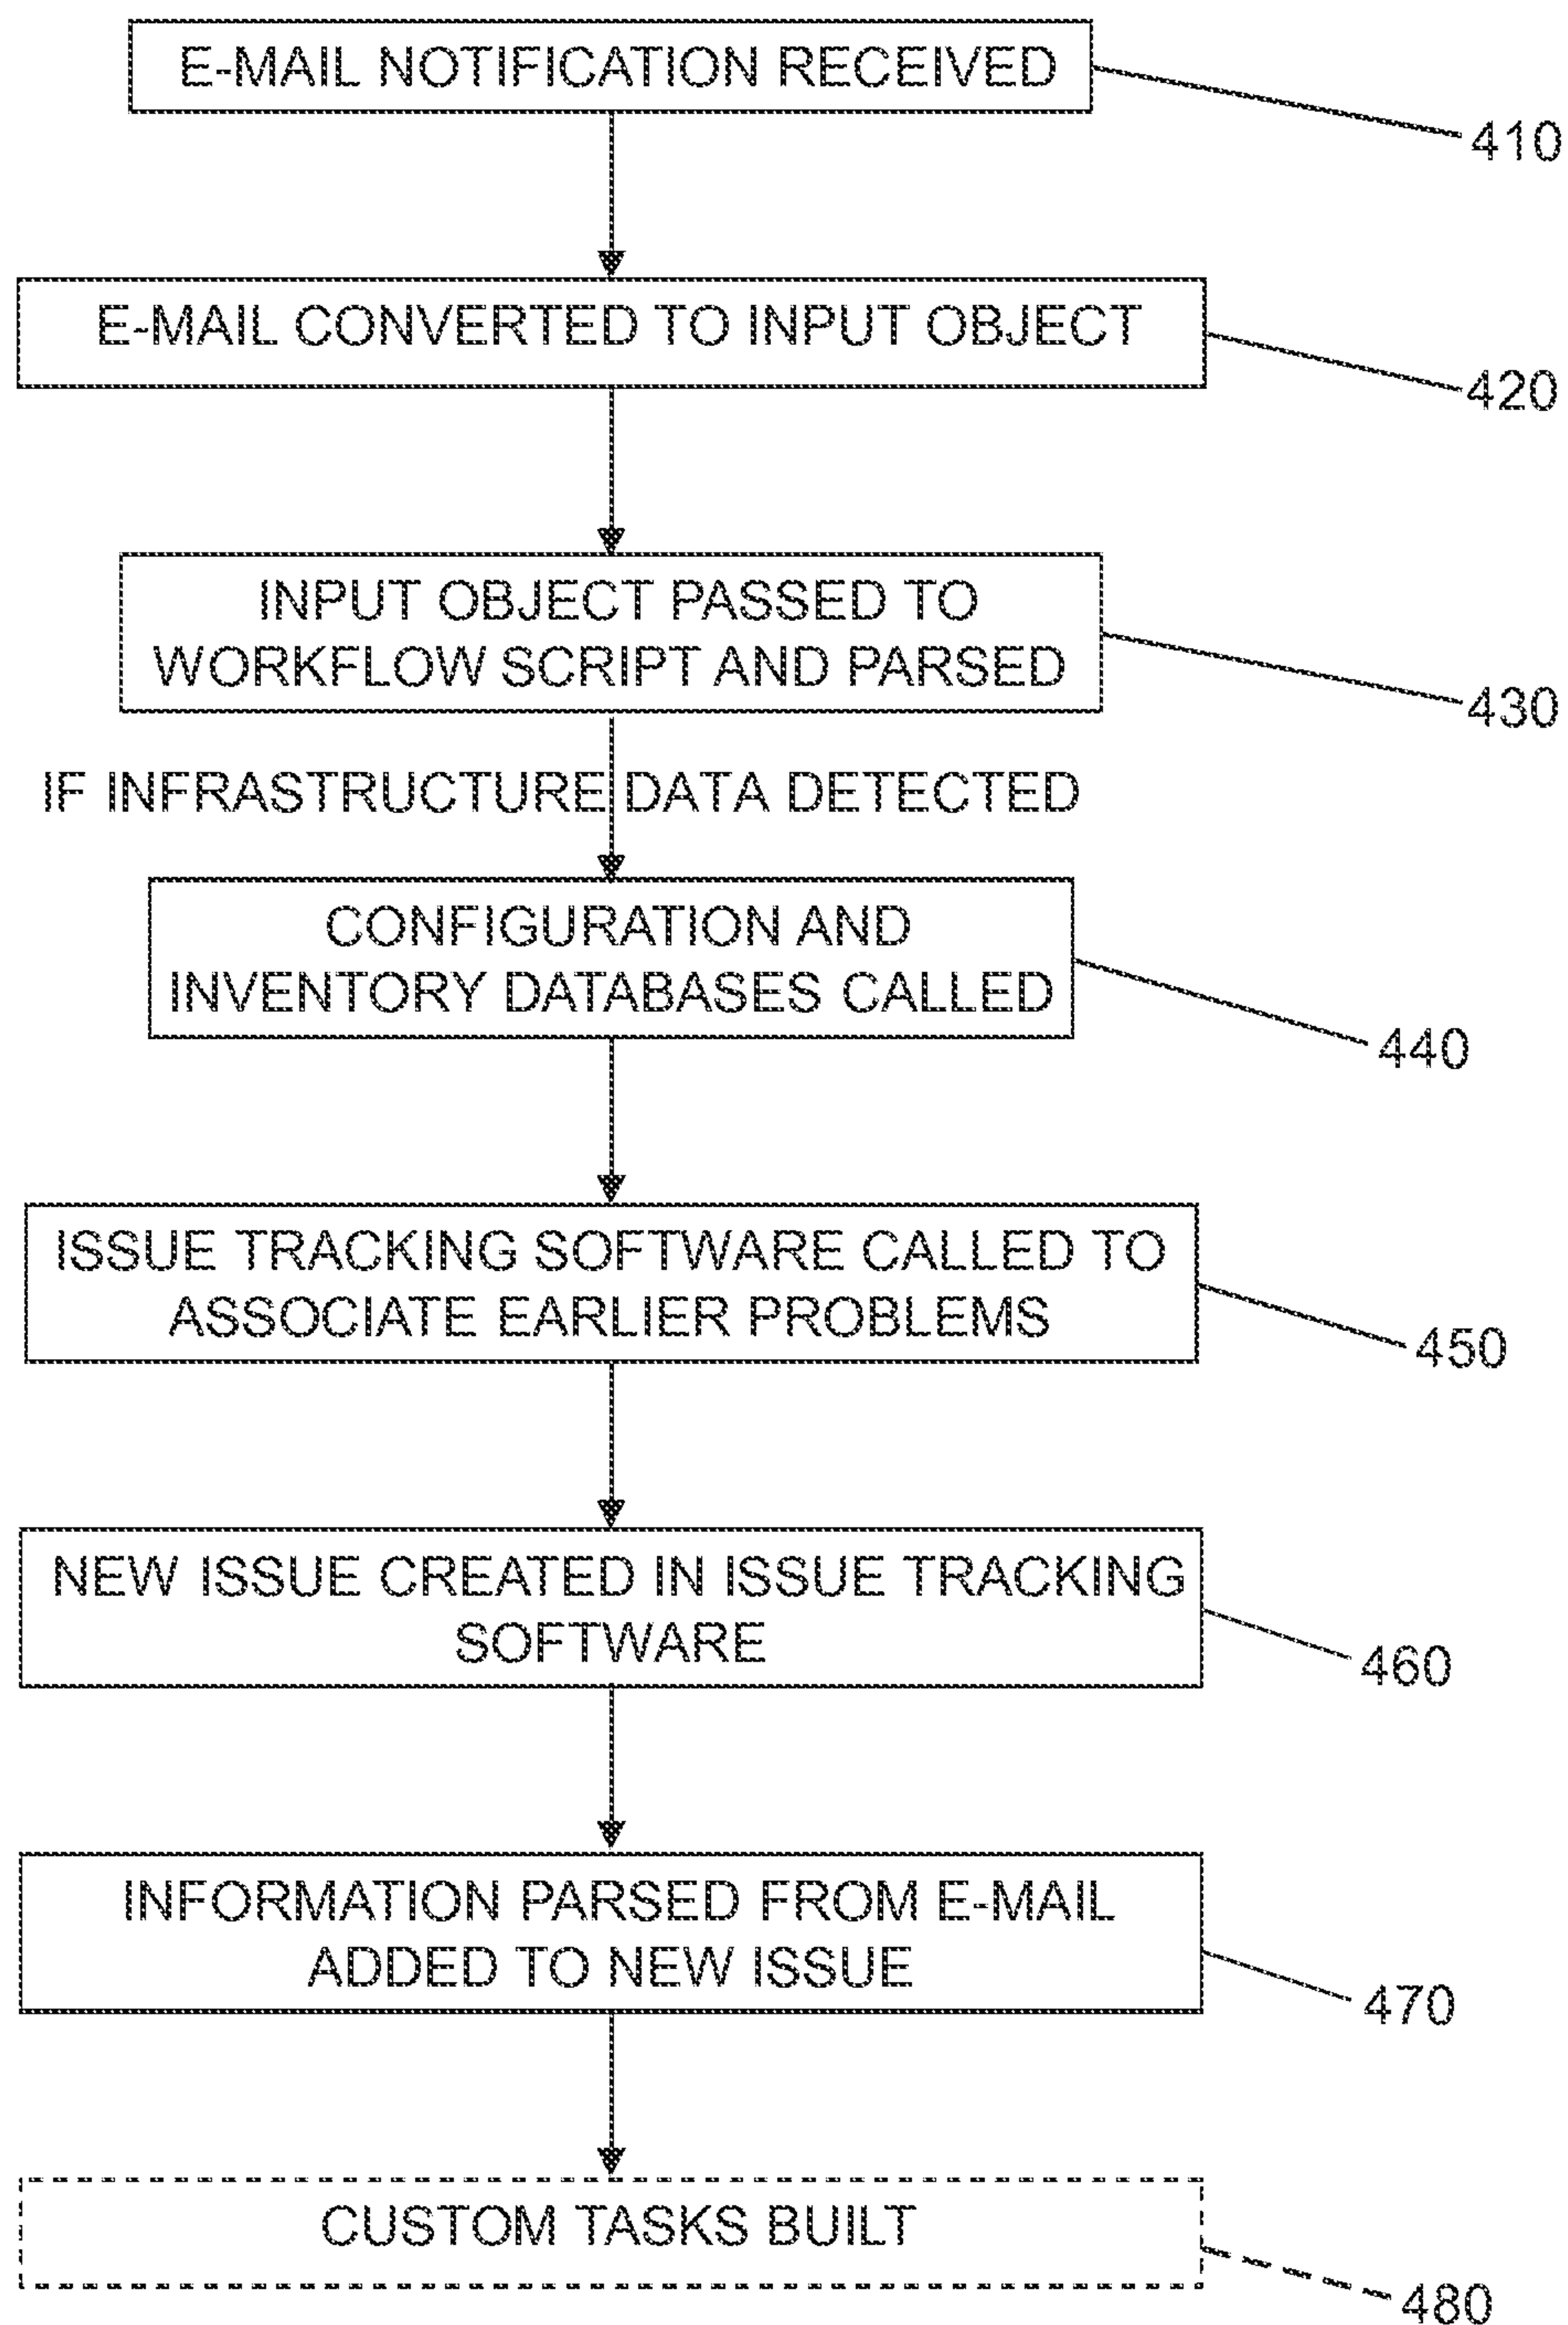 E-MAIL NOTIFICATION RECEIVED
410
E-MAIL CONVERTED TO INPUT OBJECT
420
INPUT OBJECT PASSED TO
WORKFLOW SCRIPT AND PARSED
430
IF INFRASTRUCTURE DATA DETECTED
CONFIGURATION AND
INVENTORY DATABASES CALLED
440
ISSUE TRACKING SOFTWARE CALLED TO
ASSOCIATE EARLIER PROBLEMS
450
NEW ISSUE CREATED IN ISSUE TRACKING
SOFTWARE
460
INFORMATION PARSED FROM E-MAIL
ADDED TO NEW ISSUE
470
CUSTOM TASKS BUILT
480